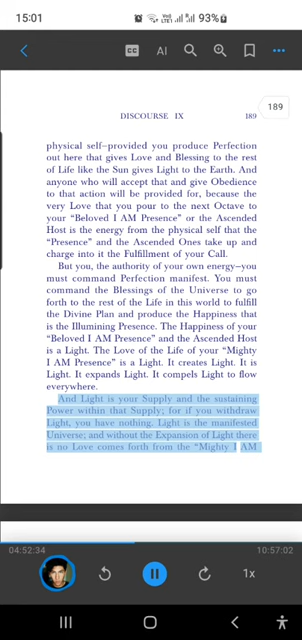 15:01
93%
CC AI
189
DISCOURSE IX 189
physical self–provided you produce Perfection
out here that gives Love and Blessing to the rest
of Life like the Sun gives Light to the Earth. And
anyone who will accept that and give Obedience
to that action will be provided for, because the
very Love that you pour to the next Octave to
your “Beloved I AM Presence” or the Ascended
Host is the energy from the physical self that the
“Presence” and the Ascended Ones take up and
charge into it the Fulfillment of your Call.
But you, the authority of your own energy–you
must command Perfection manifest. You must
command the Blessings of the Universe to go
forth to the rest of the Life in this world to fulfill
the Divine Plan and produce the Happiness that
is the Illumining Presence. The Happiness of your
“Beloved I AM Presence” and the Ascended Host
is a Light. The Love of the Life of your “Mighty
I AM Presence” is a Light. It creates Light. It is
Light. It expands Light. It compels Light to flow
everywhere.
And Light is your Supply and the sustaining
Power within that Supply; for if you withdraw
Light, you have nothing. Light is the manifested
Universe; and without the Expansion of Light there
is no Love comes forth from the “Mighty I AM
04:52:34 10:57:02
1x